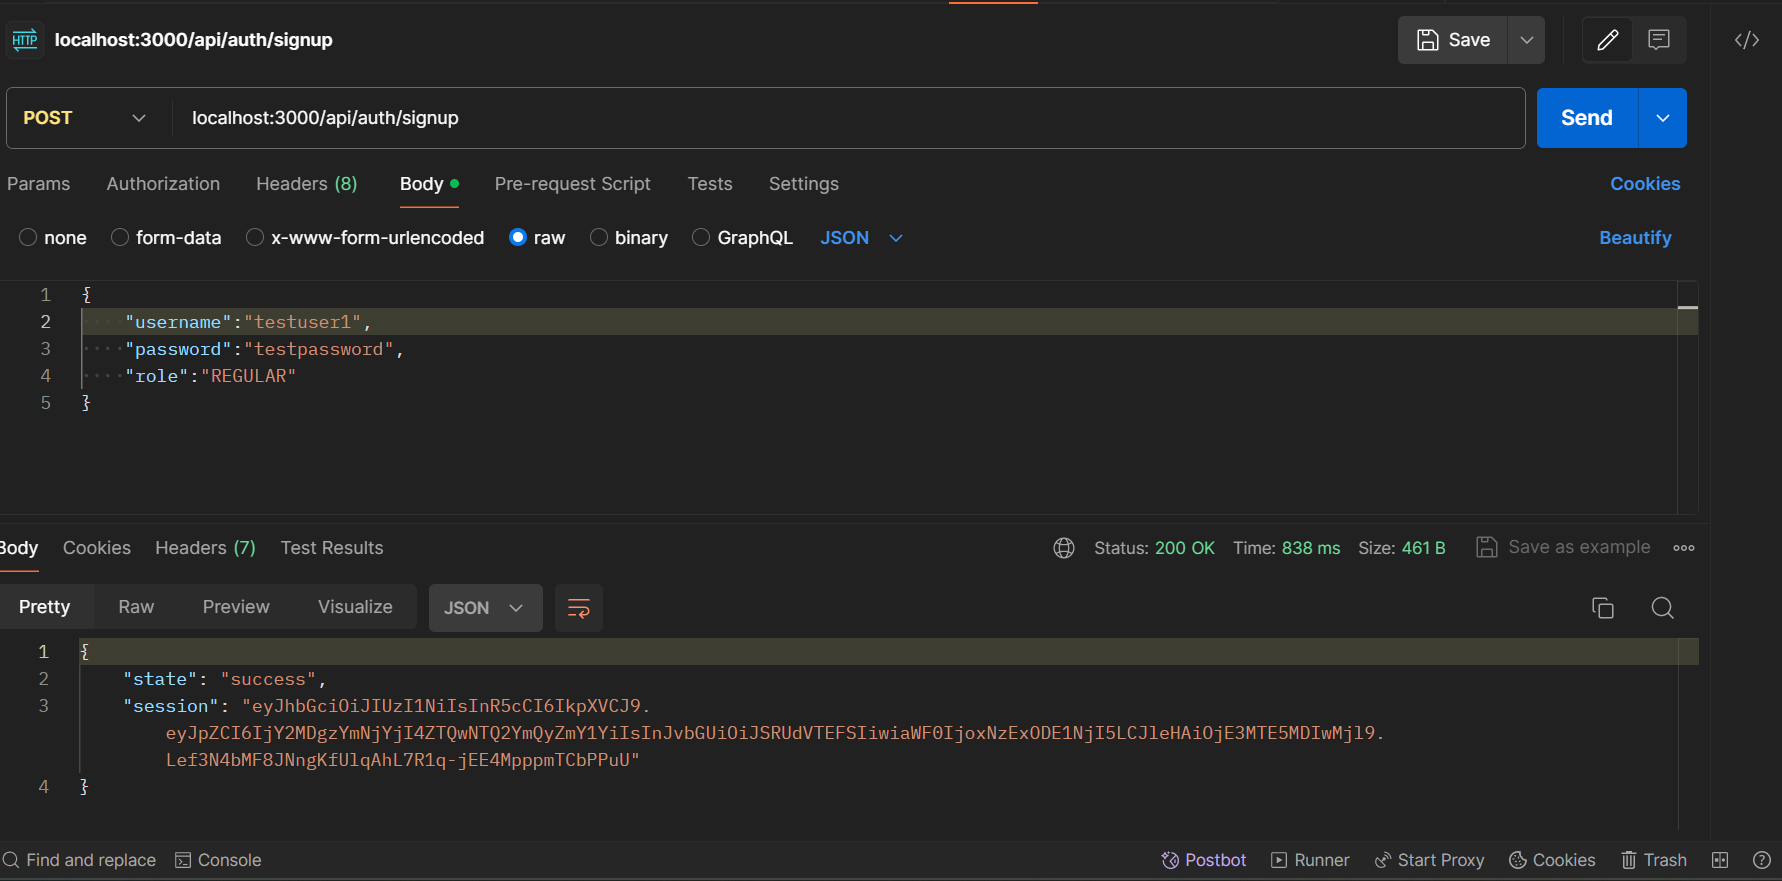 HTTP localhost:3000/api/auth/signup Save
POST localhost:3000/api/auth/signup Send
Params Authorization Headers (8) Body Pre-request Script Tests Settings Cookies
none form-data x-www-form-urlencoded raw binary GraphQL JSON Beautify
1 {
2 "username":"testuser1",
3 "password":"testpassword",
4 "role":"REGULAR"
5 }
Body Cookies Headers (7) Test Results Status: 200 OK Time: 838 ms Size: 461 B Save as example
Pretty Raw Preview Visualize JSON
1 {
2 "state": "success",
3 "session": "eyJhbGciOiJIUzI1NiIsInR5cCI6IkpXVCJ9.
eyJpZCI6IjY2MDgzYmNjYjI4ZTQwNTQ2YmQyZmY1YiIsInJvbGUiOiJSRUdVTEFSIiwiaWF0IjoxNzExODE1NjI5LCJleHAiOjE3MTE5MDIwMjl9.
Lef3N4bMF8JNngKfUlqAhL7R1q-jEE4MpppmTCbPPuU"
4 }
Find and replace Console Postbot Runner Start Proxy Cookies Trash